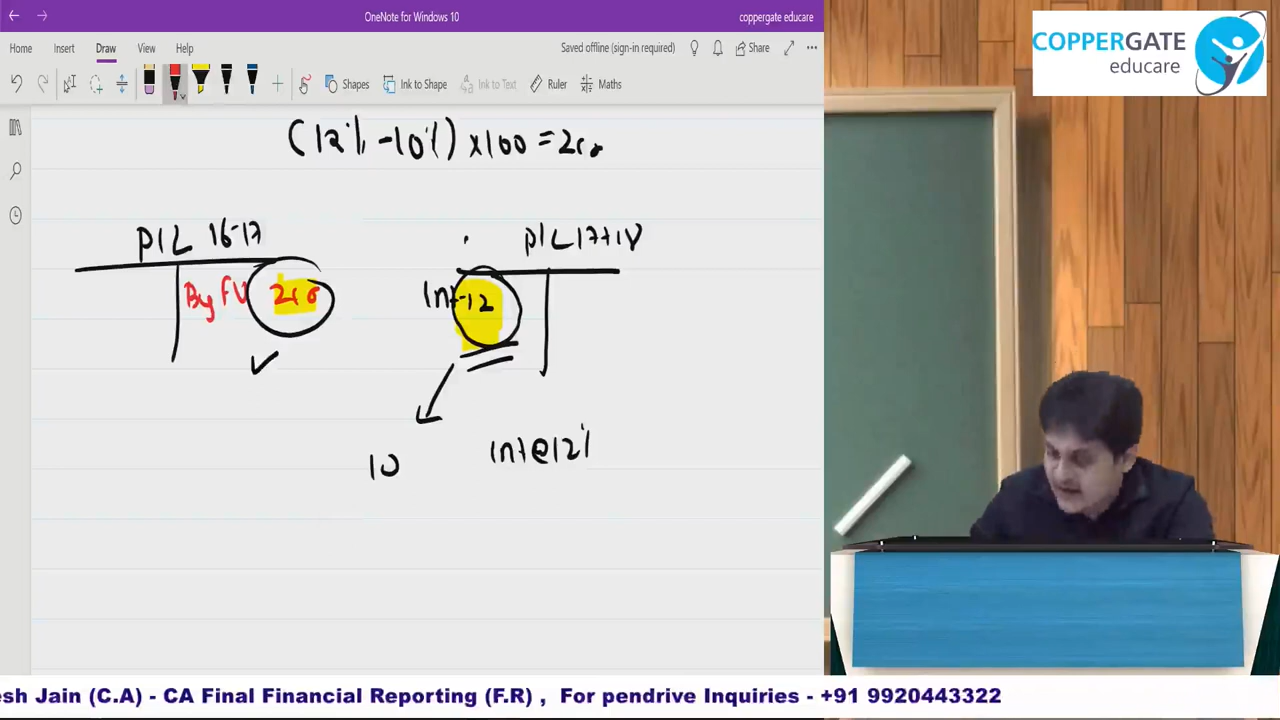 OneNote for Windows 10
coppergate educare
Home Insert Draw View Help
Saved offline (sign-in required)
Share
Shapes
Ink to Shape
Ink to Text
Ruler
Maths
COPPERGATE
educare
(12% - 10%) x 100 = 2cr
P/L 16-17
P/L 17-18
By FV 2cr
Int-12
10
Int@12%
esh Jain (C.A) - CA Final Financial Reporting (F.R) , For pendrive Inquiries - +91 9920443322